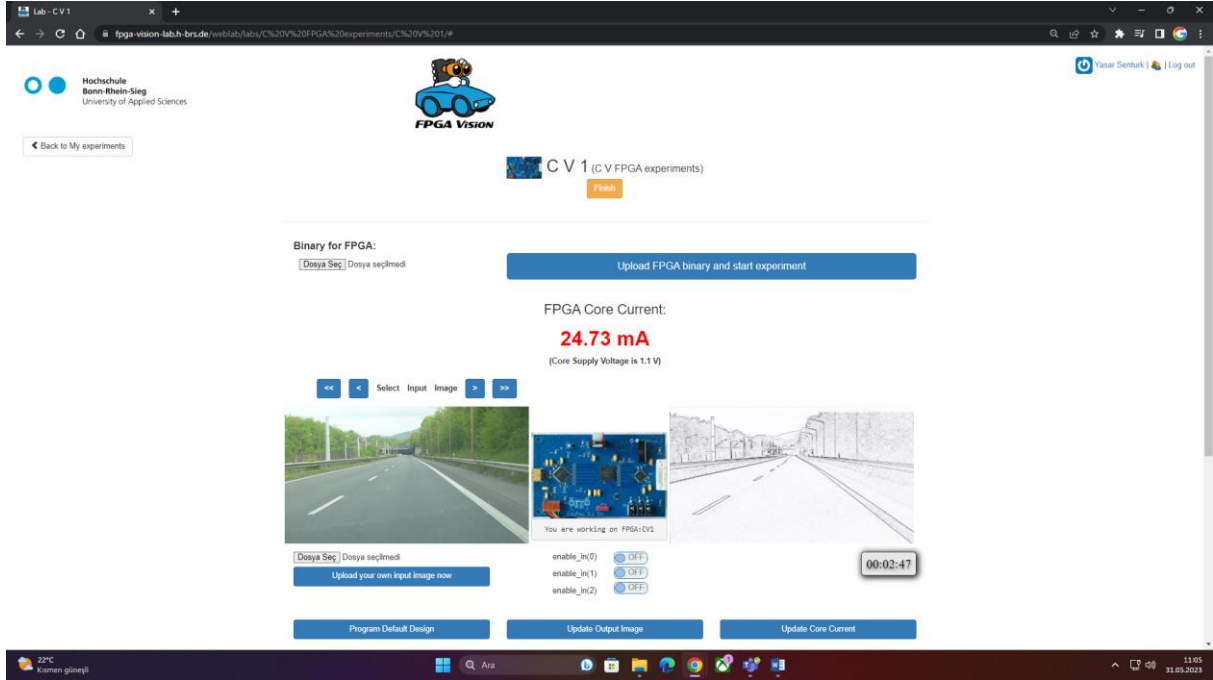 Lab - C V 1
fpga-vision-lab.h-brs.de/weblab/labs/C%20V%20FPGA%20experiments/C%20V%201/#
Hochschule
Bonn-Rhein-Sieg
University of Applied Sciences
FPGA VISION
Yasar Senturk | | Log out
Back to My experiments
C V 1 (C V FPGA experiments)
Finish
Binary for FPGA:
Dosya Seç Dosya seçilmedi
Upload FPGA binary and start experiment
FPGA Core Current:
24.73 mA
(Core Supply Voltage is 1.1 V)
<< < Select Input Image > >>
You are working on FPGA:CV1
Dosya Seç Dosya seçilmedi
Upload your own input image now
enable_in(0) OFF
enable_in(1) OFF
enable_in(2) OFF
00:02:47
Program Default Design
Update Output Image
Update Core Current
22°C
Kısmen güneşli
Ara
11:05
31.05.2023